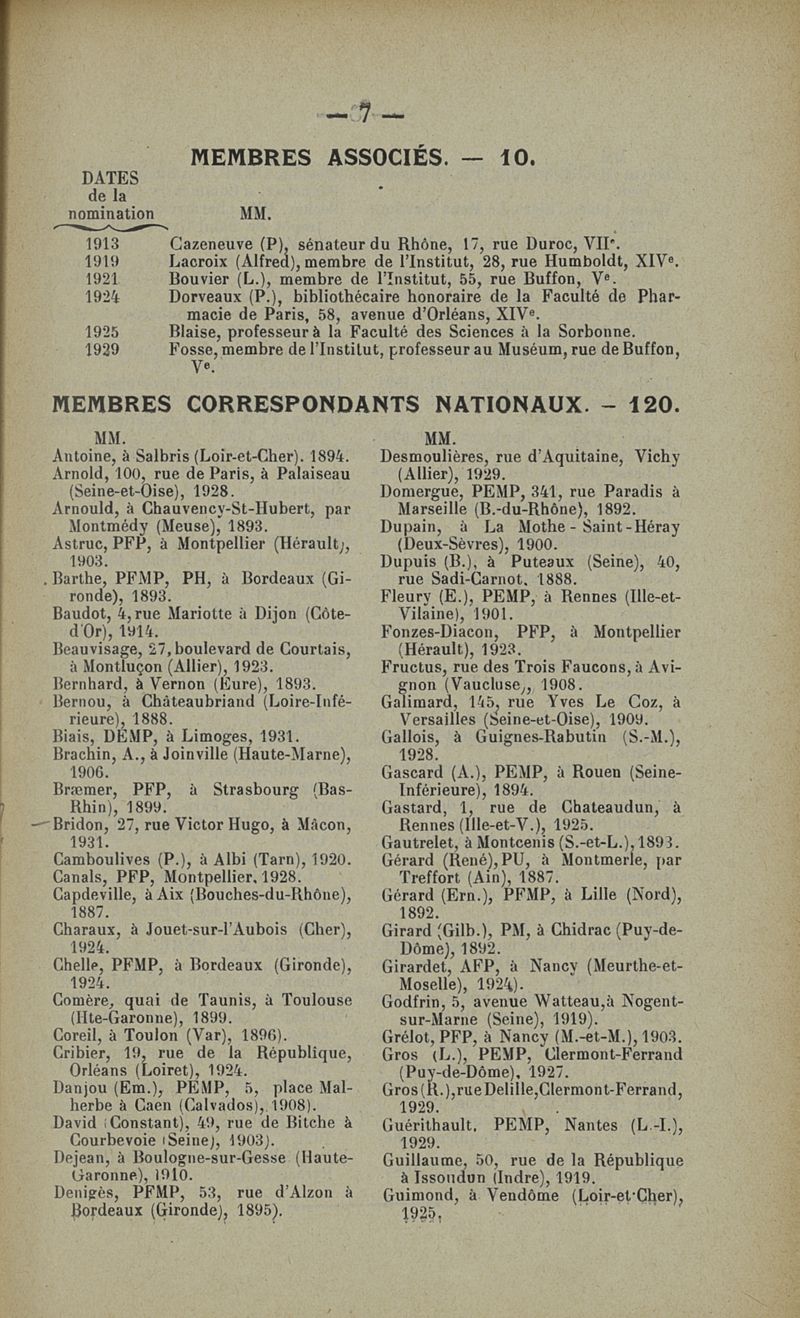 — 7 —
MEMBRES ASSOCIÉS. — 10.
DATES
de la
nomination
MM.
1913 Cazeneuve (P), sénateur du Rhône, 17, rue Duroc, VIIe.
1919 Lacroix (Alfred), membre de l'Institut, 28, rue Humboldt, XIVe.
1921 Bouvier (L.), membre de l'Institut, 55, rue Buffon, Ve.
1924 Dorveaux (P.), bibliothécaire honoraire de la Faculté de Phar-
macie de Paris, 58, avenue d'Orléans, XIVe.
1925 Blaise, professeur à la Faculté des Sciences à la Sorbonne.
1929 Fosse, membre de l'Institut, professeur au Muséum, rue de Buffon,
Ve.
MEMBRES CORRESPONDANTS NATIONAUX. – 120.
MM.
Antoine, à Salbris (Loir-et-Cher). 1894.
Arnold, 100, rue de Paris, à Palaiseau
(Seine-et-Oise), 1928.
Arnould, à Chauvency-St-Hubert, par
Montmédy (Meuse), 1893.
Astruc, PFP, à Montpellier (Hérault),
1903.
Barthe, PFMP, PH, à Bordeaux (Gi-
ronde), 1893.
Baudot, 4, rue Mariotte à Dijon (Côte-
d'Or), 1914.
Beauvisage, 27, boulevard de Courtais,
à Montluçon (Allier), 1923.
Bernhard, à Vernon (Eure), 1893.
Bernou, à Châteaubriand (Loire-Infé-
rieure), 1888.
Biais, DEMP, à Limoges, 1931.
Brachin, A., à Joinville (Haute-Marne),
1906.
Bræmer, PFP, à Strasbourg (Bas-
Rhin), 1899.
Bridon, 27, rue Victor Hugo, à Mâcon,
1931.
Camboulives (P.), à Albi (Tarn), 1920.
Canals, PFP, Montpellier, 1928.
Capdeville, à Aix (Bouches-du-Rhône),
1887.
Charaux, à Jouet-sur-l'Aubois (Cher),
1924.
Chelle, PFMP, à Bordeaux (Gironde),
1924.
Comère, quai de Taunis, à Toulouse
(Hte-Garonne), 1899.
Coreil, à Toulon (Var), 1896).
Cribier, 19, rue de la République,
Orléans (Loiret), 1924.
Danjou (Em.), PEMP, 5, place Mal-
herbe à Caen (Calvados), 1908).
David (Constant), 49, rue de Bitche à
Courbevoie (Seine), 1903).
Dejean, à Boulogne-sur-Gesse (Haute-
Garonne), 1910.
Denigès, PFMP, 53, rue d'Alzon à
Bordeaux (Gironde), 1895).
MM.
Desmoulières, rue d'Aquitaine, Vichy
(Allier), 1929.
Domergue, PEMP, 341, rue Paradis à
Marseille (B.-du-Rhône), 1892.
Dupain, à La Mothe-Saint-Héray
(Deux-Sèvres), 1900.
Dupuis (B.), à Puteaux (Seine), 40,
rue Sadi-Carnot. 1888.
Fleury (E.), PEMP, à Rennes (Ille-et-
Vilaine), 1901.
Fonzes-Diacon, PFP, à Montpellier
(Hérault), 1923.
Fructus, rue des Trois Faucons, à Avi-
gnon (Vaucluse), 1908.
Galimard, 145, rue Yves Le Coz, à
Versailles (Seine-et-Oise), 1909.
Gallois, à Guignes-Rabutin (S.-M.),
1928.
Gascard (A.), PEMP, à Rouen (Seine-
Inférieure), 1894.
Gastard, 1, rue de Chateaudun, à
Rennes (Ille-et-V.), 1925.
Gautrelet, à Montcenis (S.-et-L.), 1893.
Gérard (René), PU, à Montmerle, par
Treffort (Ain), 1887.
Gérard (Ern.), PFMP, à Lille (Nord),
1892.
Girard (Gilb.), PM, à Chidrac (Puy-de-
Dôme), 1892.
Girardet, AFP, à Nancy (Meurthe-et-
Moselle), 1924).
Godfrin, 5, avenue Watteau, à Nogent-
sur-Marne (Seine), 1919).
Grélot, PFP, à Nancy (M.-et-M.), 1903.
Gros (L.), PEMP, Clermont-Ferrand
(Puy-de-Dôme), 1927.
Gros (R.), rue Delille, Clermont-Ferrand,
1929.
Guérithault, PEMP, Nantes (L.-I.),
1929.
Guillaume, 50, rue de la République
à Issoudun (Indre), 1919.
Guimond, à Vendôme (Loir-et-Cher),
1925,